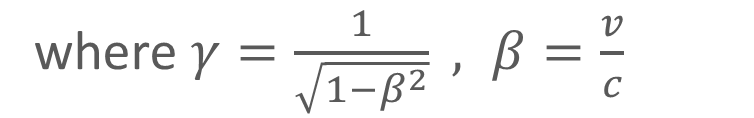 where γ = 1/√(1−β²) , β = v/c